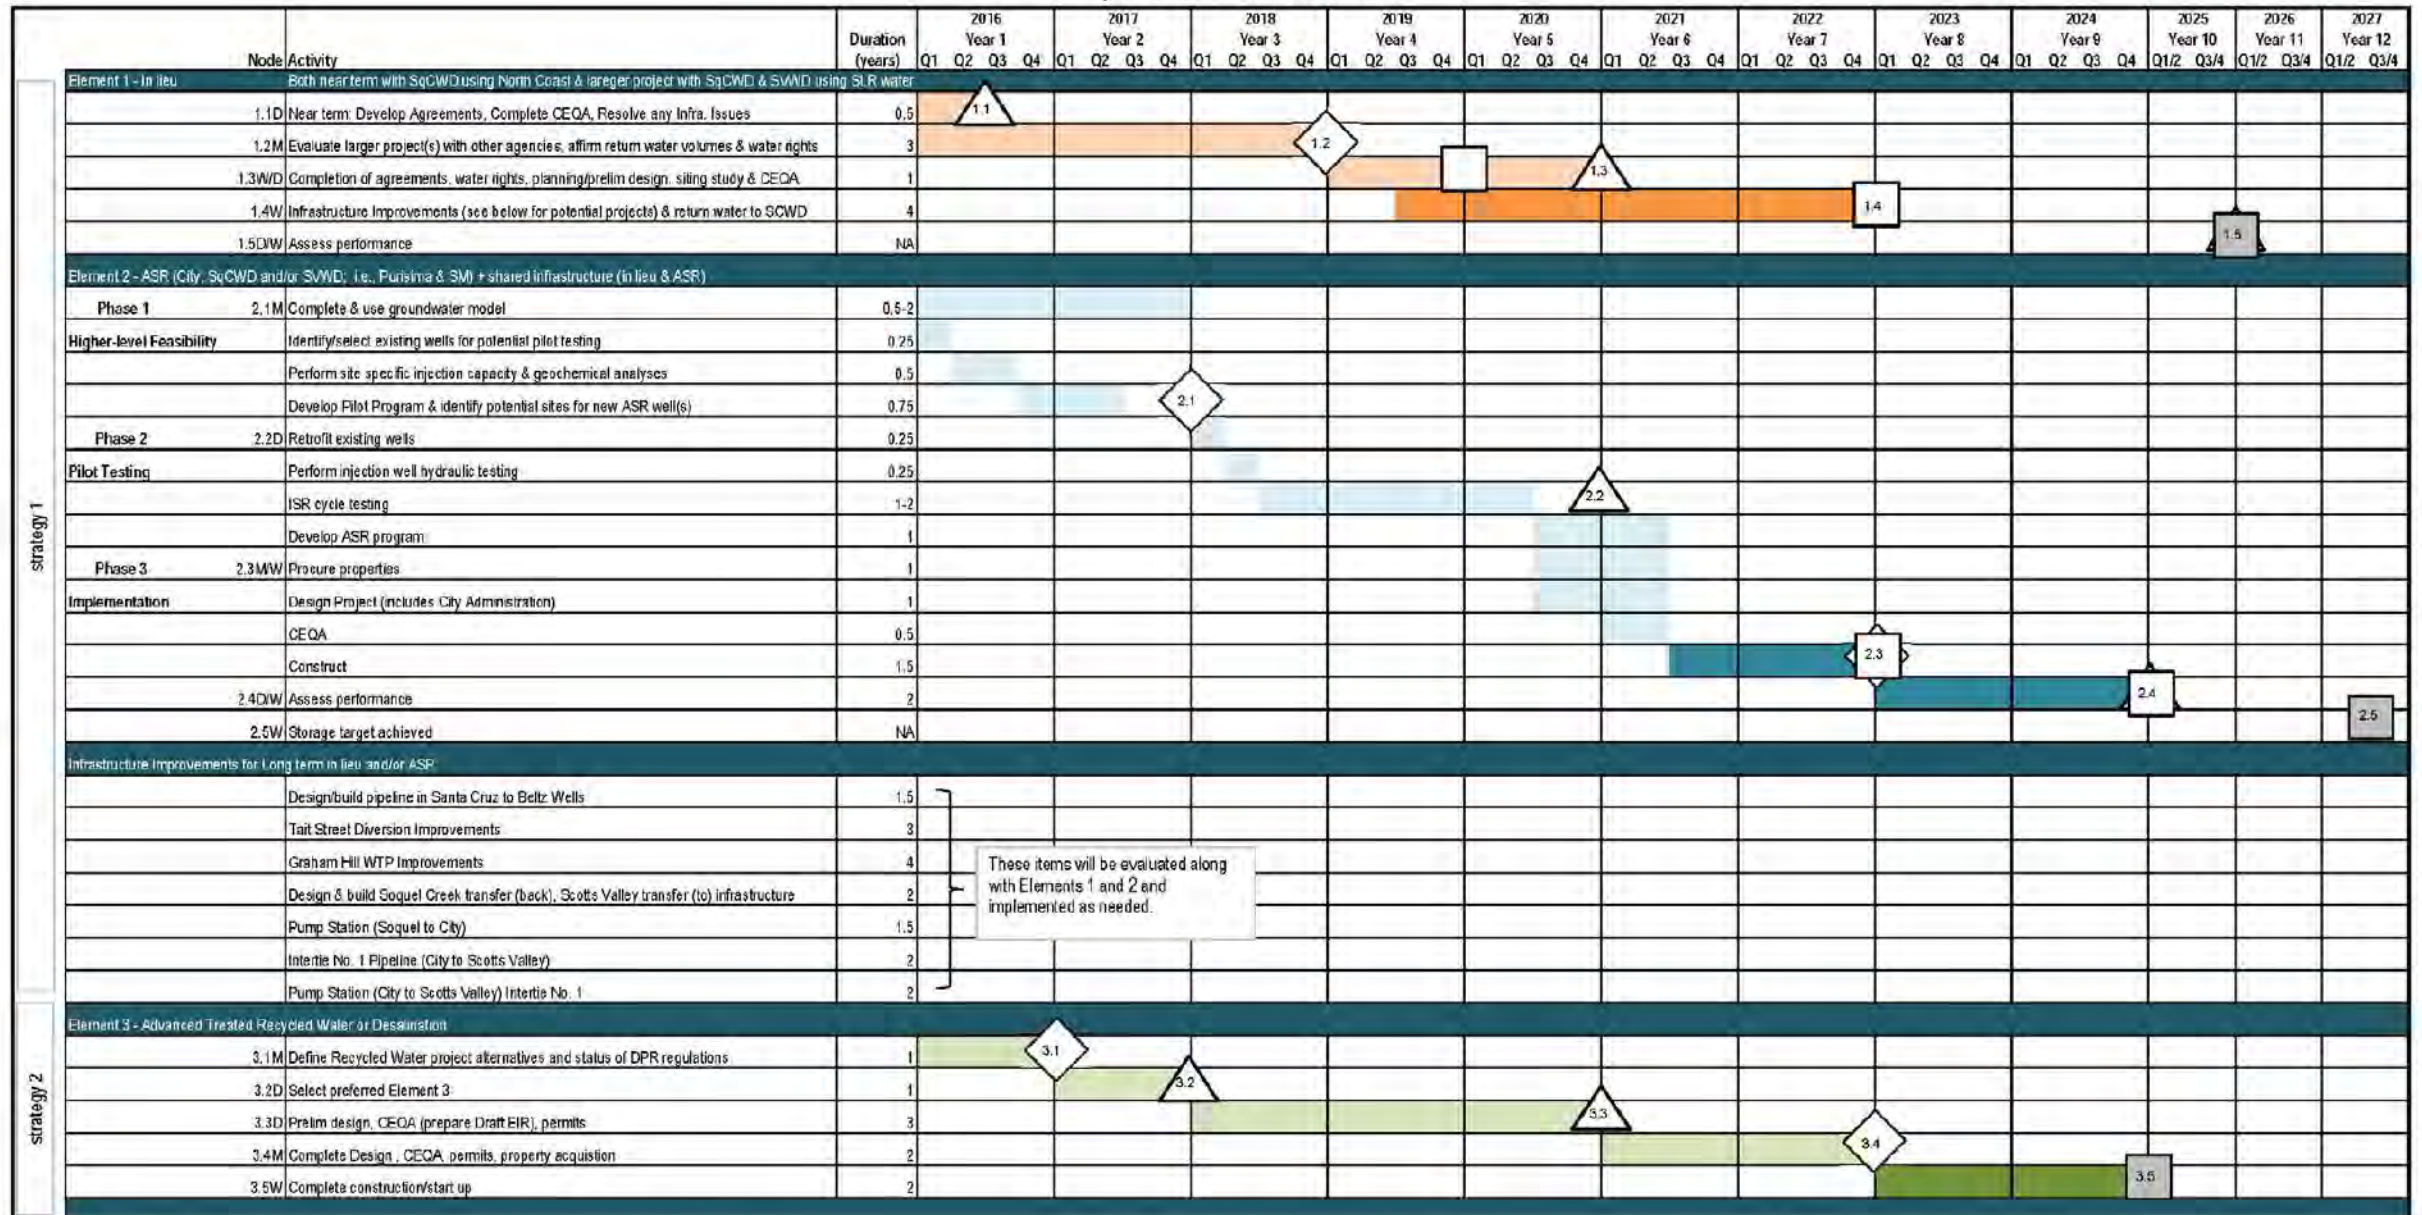 2016 2017 2018 2019 2020 2021 2022 2023 2024 2025 2026 2027
Duration Year 1 Year 2 Year 3 Year 4 Year 5 Year 6 Year 7 Year 8 Year 9 Year 10 Year 11 Year 12
Node Activity (years) Q1 Q2 Q3 Q4 Q1 Q2 Q3 Q4 Q1 Q2 Q3 Q4 Q1 Q2 Q3 Q4 Q1 Q2 Q3 Q4 Q1 Q2 Q3 Q4 Q1 Q2 Q3 Q4 Q1 Q2 Q3 Q4 Q1 Q2 Q3 Q4 Q1/2 Q3/4 Q1/2 Q3/4 Q1/2 Q3/4
Element 1 - In lieu Both near term with SqCWD using North Coast & lareger project with SqCWD & SVWD using SLR water
1.1D Near term: Develop Agreements, Complete CEQA, Resolve any Infra. Issues 0.5 1.1
1.2M Evaluate larger project(s) with other agencies, affirm return water volumes & water rights 3 1.2
1.3W/D Completion of agreements, water rights, planning/prelim design, siting study & CEQA 1 1.3
1.4W Infrastructure Improvements (see below for potential projects) & return water to SCWD 4 1.4
1.5D/W Assess performance NA 1.5
Element 2 - ASR (City, SqCWD and/or SVWD; i.e., Purisima & SM) + shared infrastructure (in lieu & ASR)
Phase 1 2.1M Complete & use groundwater model 0.5-2
Higher-level Feasibility Identify/select existing wells for potential pilot testing 0.25
Perform site specific injection capacity & geochemical analyses 0.5
Develop Pilot Program & identify potential sites for new ASR well(s) 0.75 2.1
Phase 2 2.2D Retrofit existing wells 0.25
Pilot Testing Perform injection well hydraulic testing 0.25
ISR cycle testing 1-2 2.2
Develop ASR program 1
Phase 3 2.3M/W Procure properties 1
Implementation Design Project (includes City Administration) 1
CEQA 0.5
Construct 1.5 2.3
2.4D/W Assess performance 2 2.4
2.5W Storage target achieved NA 2.5
strategy 1
Infrastructure Improvements for Long term in lieu and/or ASR
Design/build pipeline in Santa Cruz to Beltz Wells 1.5
Tait Street Diversion Improvements 3
Graham Hill WTP Improvements 4
Design & build Soquel Creek transfer (back), Scotts Valley transfer (to) infrastructure 2
Pump Station (Soquel to City) 1.5
Intertie No. 1 Pipeline (City to Scotts Valley) 2
Pump Station (City to Scotts Valley) Intertie No. 1 2
These items will be evaluated along
with Elements 1 and 2 and
implemented as needed.
Element 3 - Advanced Treated Recycled Water or Desalination
3.1M Define Recycled Water project alternatives and status of DPR regulations 1 3.1
3.2D Select preferred Element 3 1 3.2
3.3D Prelim design, CEQA (prepare Draft EIR), permits 3 3.3
3.4M Complete Design , CEQA, permits, property acquistion 2 3.4
3.5W Complete construction/start up 2 3.5
strategy 2